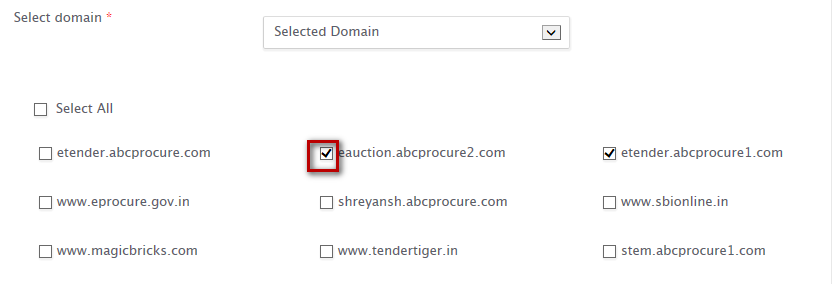 Select domain *
Selected Domain
Select All
etender.abcprocure.com
eauction.abcprocure2.com
etender.abcprocure1.com
www.eprocure.gov.in
shreyansh.abcprocure.com
www.sbionline.in
www.magicbricks.com
www.tendertiger.in
stem.abcprocure1.com